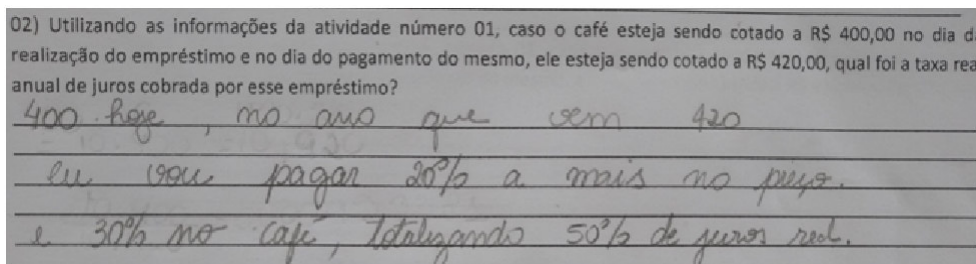 02) Utilizando as informações da atividade número 01, caso o café esteja sendo cotado a R$ 400,00 no dia d
realização do empréstimo e no dia do pagamento do mesmo, ele esteja sendo cotado a R$ 420,00, qual foi a taxa rea
anual de juros cobrada por esse empréstimo?
400 hoje, no ano que vem 420
eu vou pagar 20% a mais no
e 30% no café, totalizando 50% de juros real.